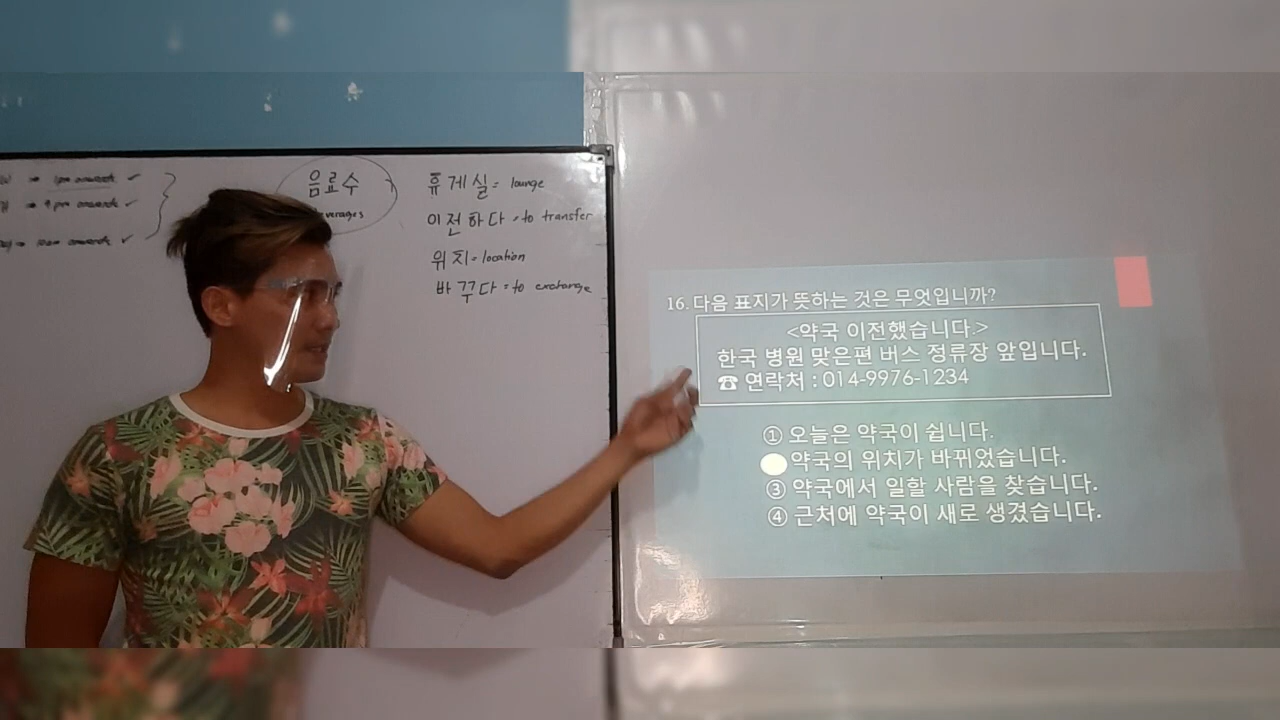 1pm onwards ✓
9pm onwards ✓
10am onwards ✓
음료수
휴게실 = lounge
이전하다 = to transfer
위치 = location
바꾸다 = to exchange
16. 다음 표지가 뜻하는 것은 무엇입니까?
<약국 이전했습니다.>
한국 병원 맞은편 버스 정류장 앞입니다.
☎ 연락처 : 014-9976-1234
① 오늘은 약국이 쉽니다.
약국의 위치가 바뀌었습니다.
③ 약국에서 일할 사람을 찾습니다.
④ 근처에 약국이 새로 생겼습니다.